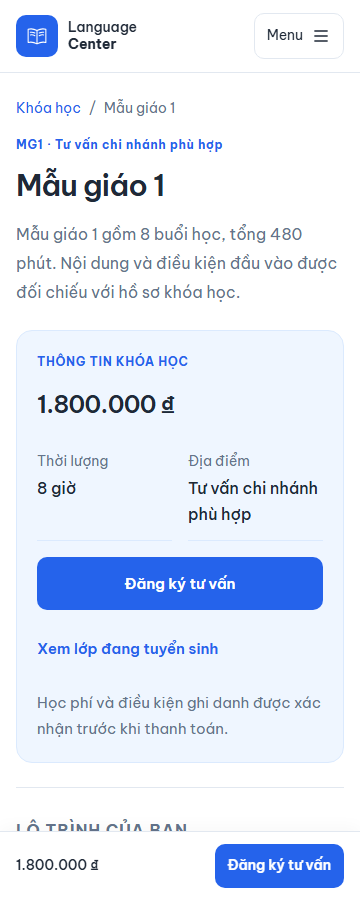 Language
Center
Menu
Khóa học / Mẫu giáo 1
MG1 · Tư vấn chi nhánh phù hợp
Mẫu giáo 1
Mẫu giáo 1 gồm 8 buổi học, tổng 480
phút. Nội dung và điều kiện đầu vào được
đối chiếu với hồ sơ khóa học.
THÔNG TIN KHÓA HỌC
1.800.000 ₫
Thời lượng
8 giờ
Địa điểm
Tư vấn chi nhánh
phù hợp
Đăng ký tư vấn
Xem lớp đang tuyển sinh
Học phí và điều kiện ghi danh được xác
nhận trước khi thanh toán.
LỘ TRÌNH CỦA BẠN
1.800.000 ₫
Đăng ký tư vấn